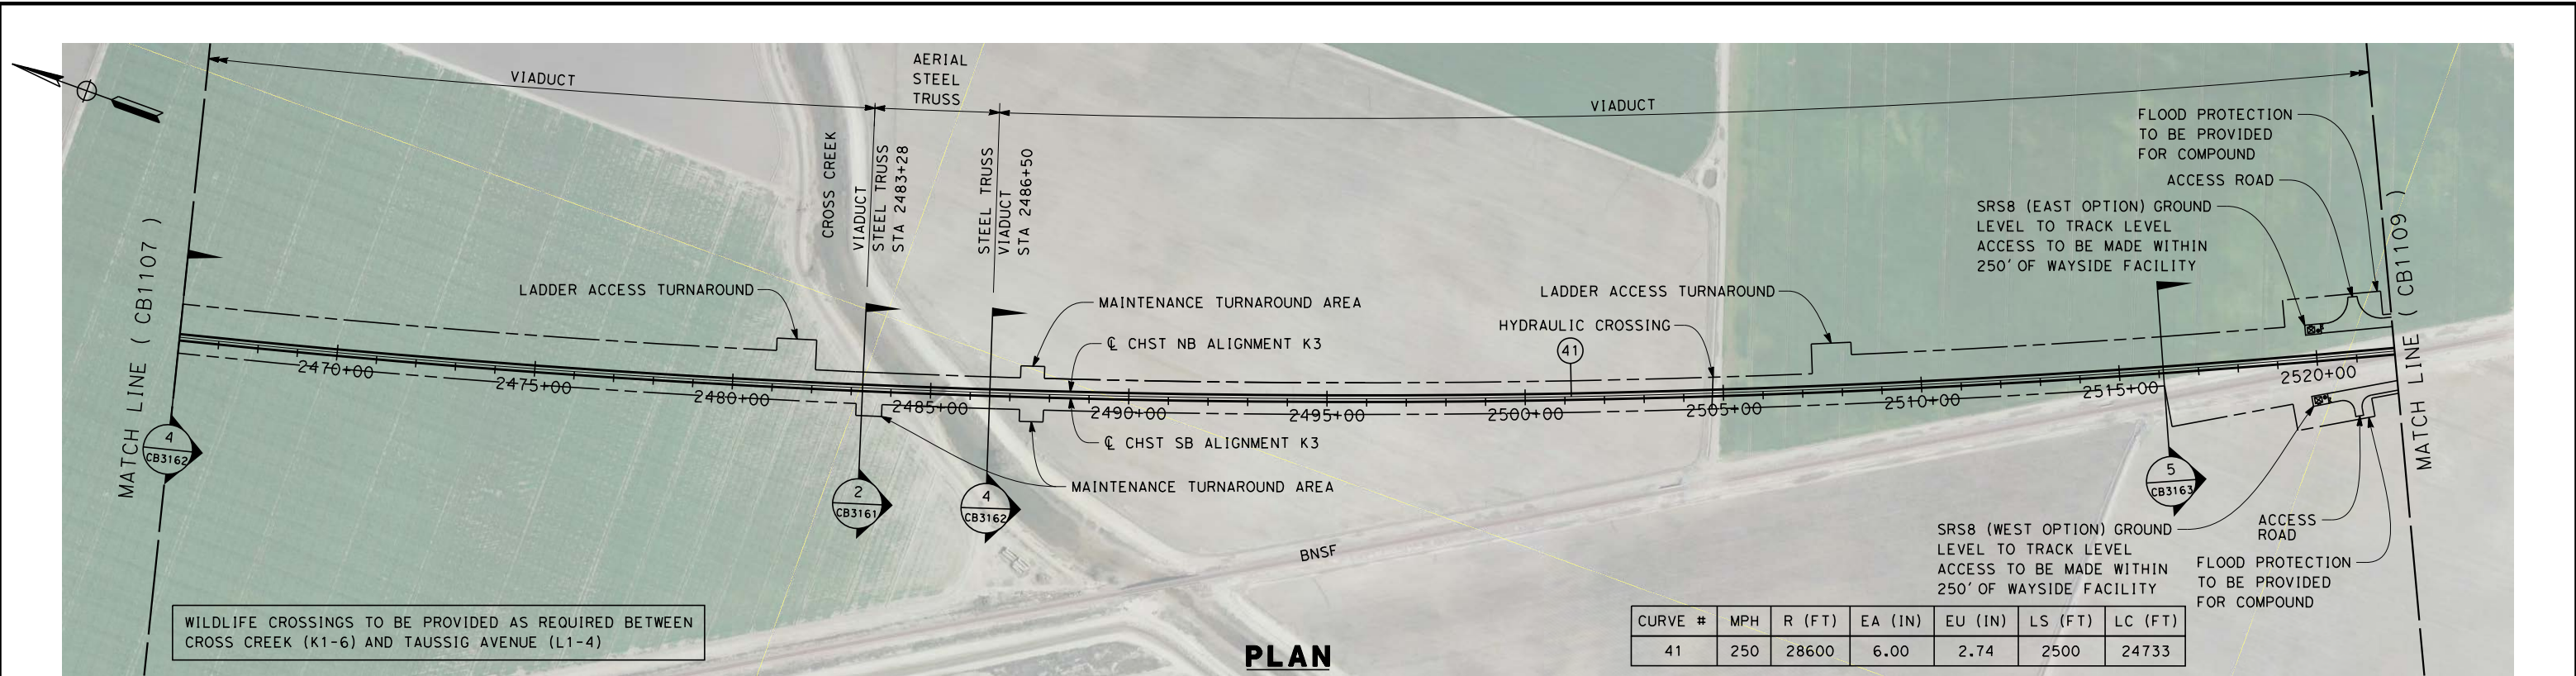 VIADUCT
AERIAL
STEEL
TRUSS
VIADUCT
FLOOD PROTECTION
TO BE PROVIDED
FOR COMPOUND
ACCESS ROAD
SRS8 (EAST OPTION) GROUND
LEVEL TO TRACK LEVEL
ACCESS TO BE MADE WITHIN
250' OF WAYSIDE FACILITY
MATCH LINE ( CB1107 )
CROSS CREEK
VIADUCT
STEEL TRUSS
STA 2483+28
STEEL TRUSS
VIADUCT
STA 2486+50
MATCH LINE ( CB1109 )
LADDER ACCESS TURNAROUND
MAINTENANCE TURNAROUND AREA
℄ CHST NB ALIGNMENT K3
LADDER ACCESS TURNAROUND
HYDRAULIC CROSSING
41
2470+00
2475+00
2480+00
2485+00
2490+00
2495+00
2500+00
2505+00
2510+00
2515+00
2520+00
℄ CHST SB ALIGNMENT K3
MAINTENANCE TURNAROUND AREA
4
CB3162
2
CB3161
4
CB3162
5
CB3163
BNSF
SRS8 (WEST OPTION) GROUND
LEVEL TO TRACK LEVEL
ACCESS TO BE MADE WITHIN
250' OF WAYSIDE FACILITY
ACCESS
ROAD
FLOOD PROTECTION
TO BE PROVIDED
FOR COMPOUND
WILDLIFE CROSSINGS TO BE PROVIDED AS REQUIRED BETWEEN
CROSS CREEK (K1-6) AND TAUSSIG AVENUE (L1-4)
PLAN
CURVE # MPH R (FT) EA (IN) EU (IN) LS (FT) LC (FT)
41 250 28600 6.00 2.74 2500 24733